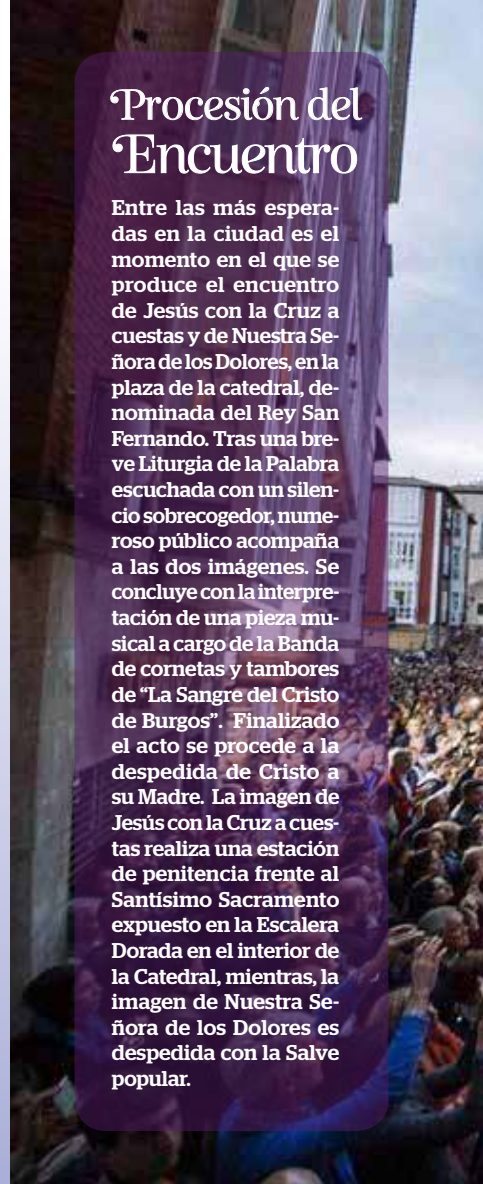 Procesión del
Encuentro
Entre las más espera-
das en la ciudad es el
momento en el que se
produce el encuentro
de Jesús con la Cruz a
cuestas y de Nuestra Se-
ñora de los Dolores, en la
plaza de la catedral, de-
nominada del Rey San
Fernando. Tras una bre-
ve Liturgia de la Palabra
escuchada con un silen-
cio sobrecogedor, nume-
roso público acompaña
a las dos imágenes. Se
concluye con la interpre-
tación de una pieza mu-
sical a cargo de la Banda
de cornetas y tambores
de “La Sangre del Cristo
de Burgos”. Finalizado
el acto se procede a la
despedida de Cristo a
su Madre. La imagen de
Jesús con la Cruz a cues-
tas realiza una estación
de penitencia frente al
Santísimo Sacramento
expuesto en la Escalera
Dorada en el interior de
la Catedral, mientras, la
imagen de Nuestra Se-
ñora de los Dolores es
despedida con la Salve
popular.